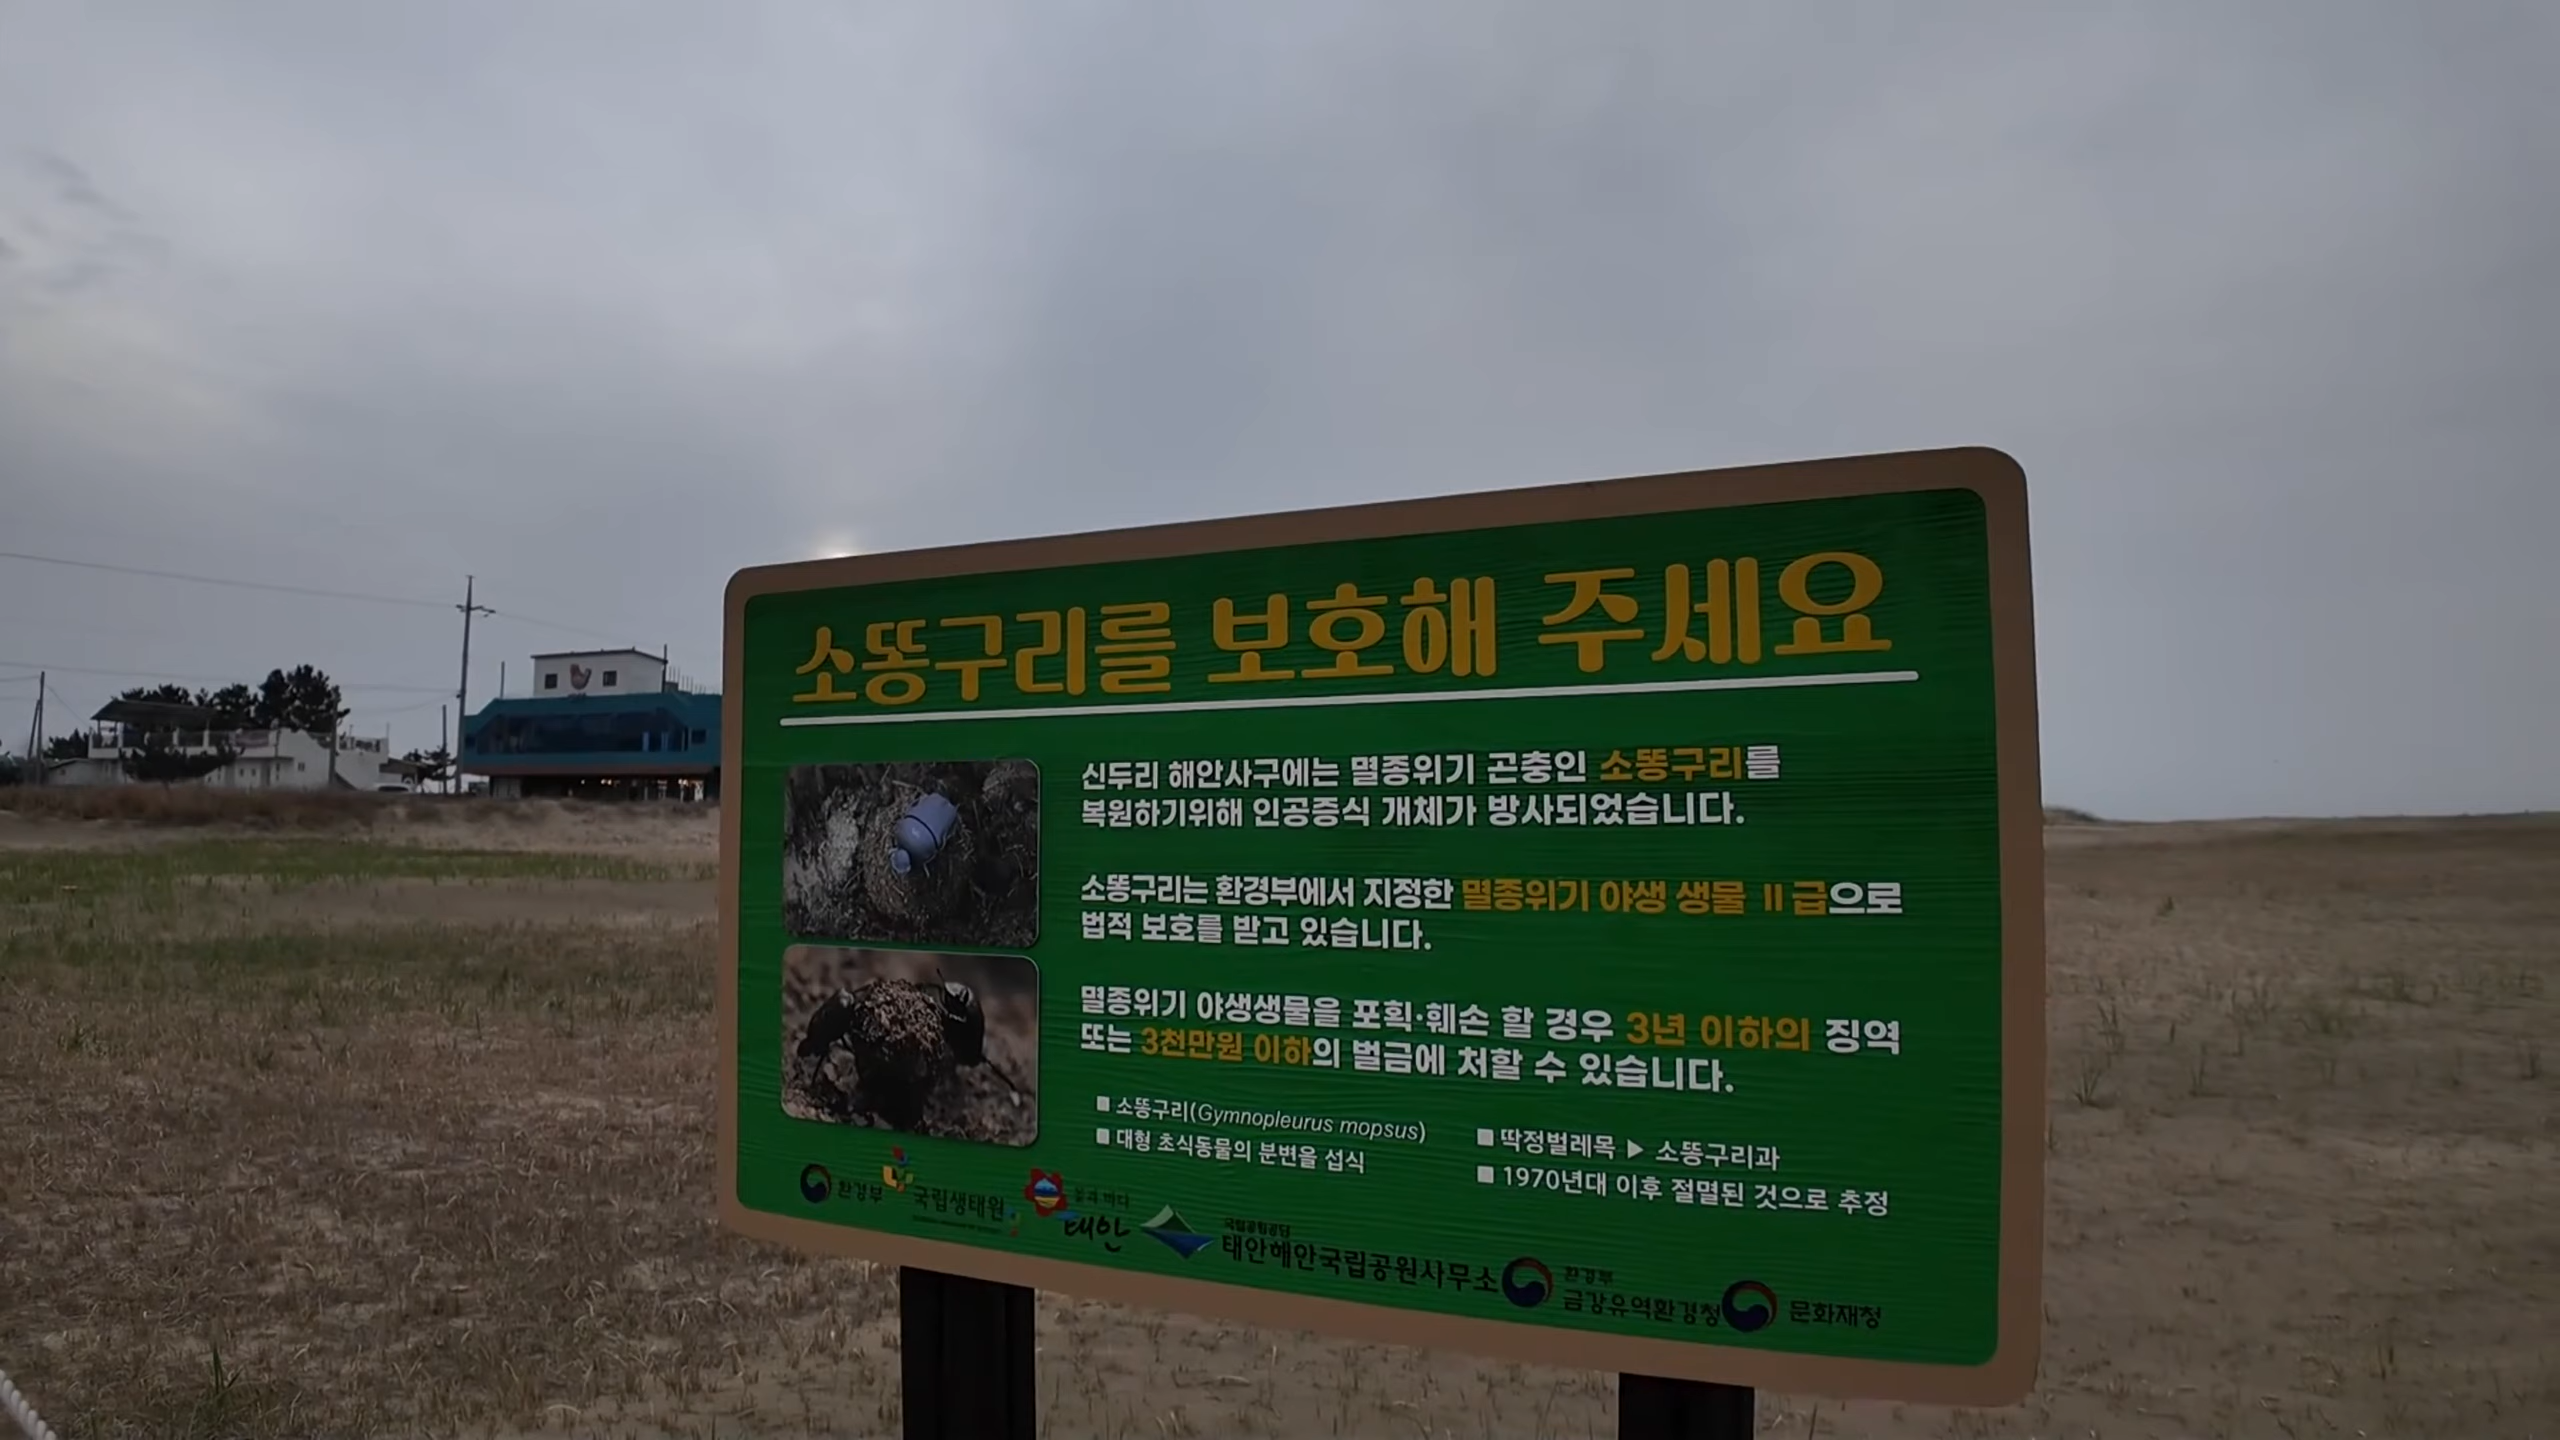 소똥구리를 보호해 주세요
신두리 해안사구에는 멸종위기 곤충인 소똥구리를
복원하기위해 인공증식 개체가 방사되었습니다.
소똥구리는 환경부에서 지정한 멸종위기 야생 생물 Ⅱ급으로
법적 보호를 받고 있습니다.
멸종위기 야생생물을 포획·훼손 할 경우 3년 이하의 징역
또는 3천만원 이하의 벌금에 처할 수 있습니다.
■ 소똥구리(Gymnopleurus mopsus)
■ 대형 초식동물의 분변을 섭식
■ 딱정벌레목 ▶ 소똥구리과
■ 1970년대 이후 절멸된 것으로 추정
환경부
국립생태원
꽃과 바다
태안
국립공원공단
태안해안국립공원사무소
환경부
금강유역환경청
문화재청